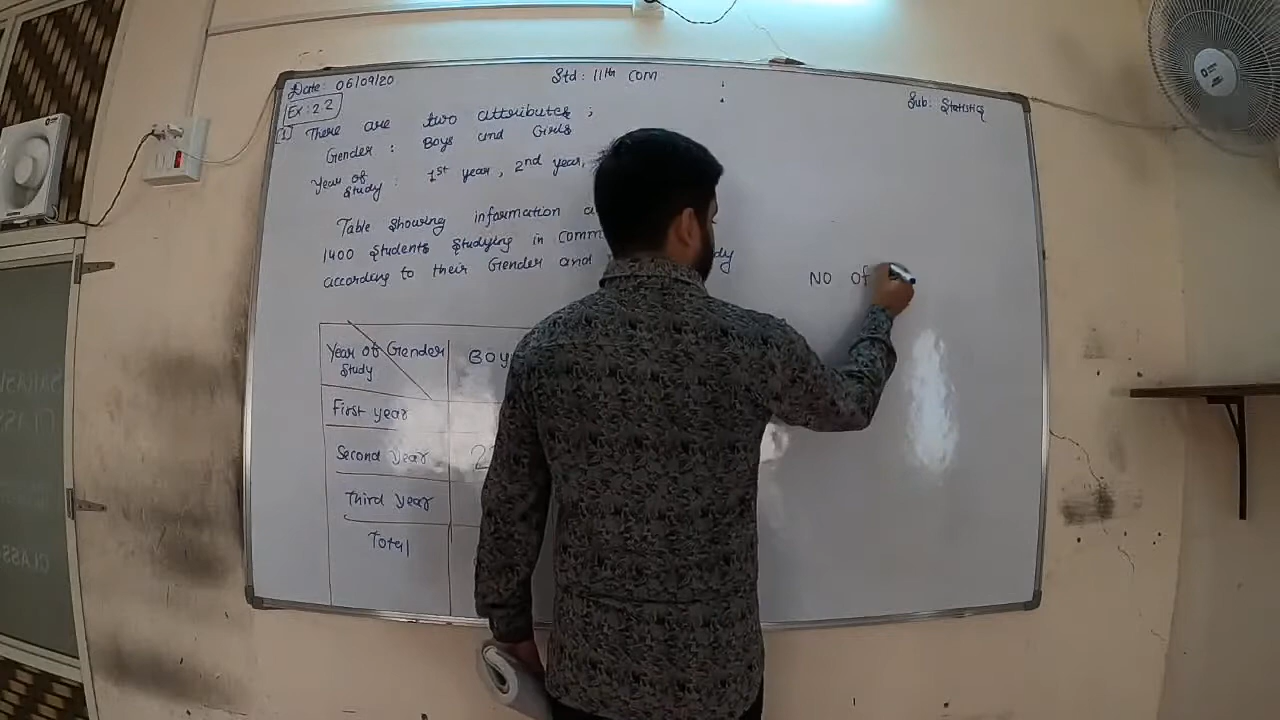 Date: 06/09/20
Std: 11th com
Sub: Statistics
Ex: 2.2
1) There are two attributes ;
Gender : Boys and Girls
Year of Study : 1st year, 2nd year,
Table showing information
1400 Students Studying in Comm
according to their Gender and
NO Of
Year of Study Gender
Boy
First year
Second Year
Third Year
Total